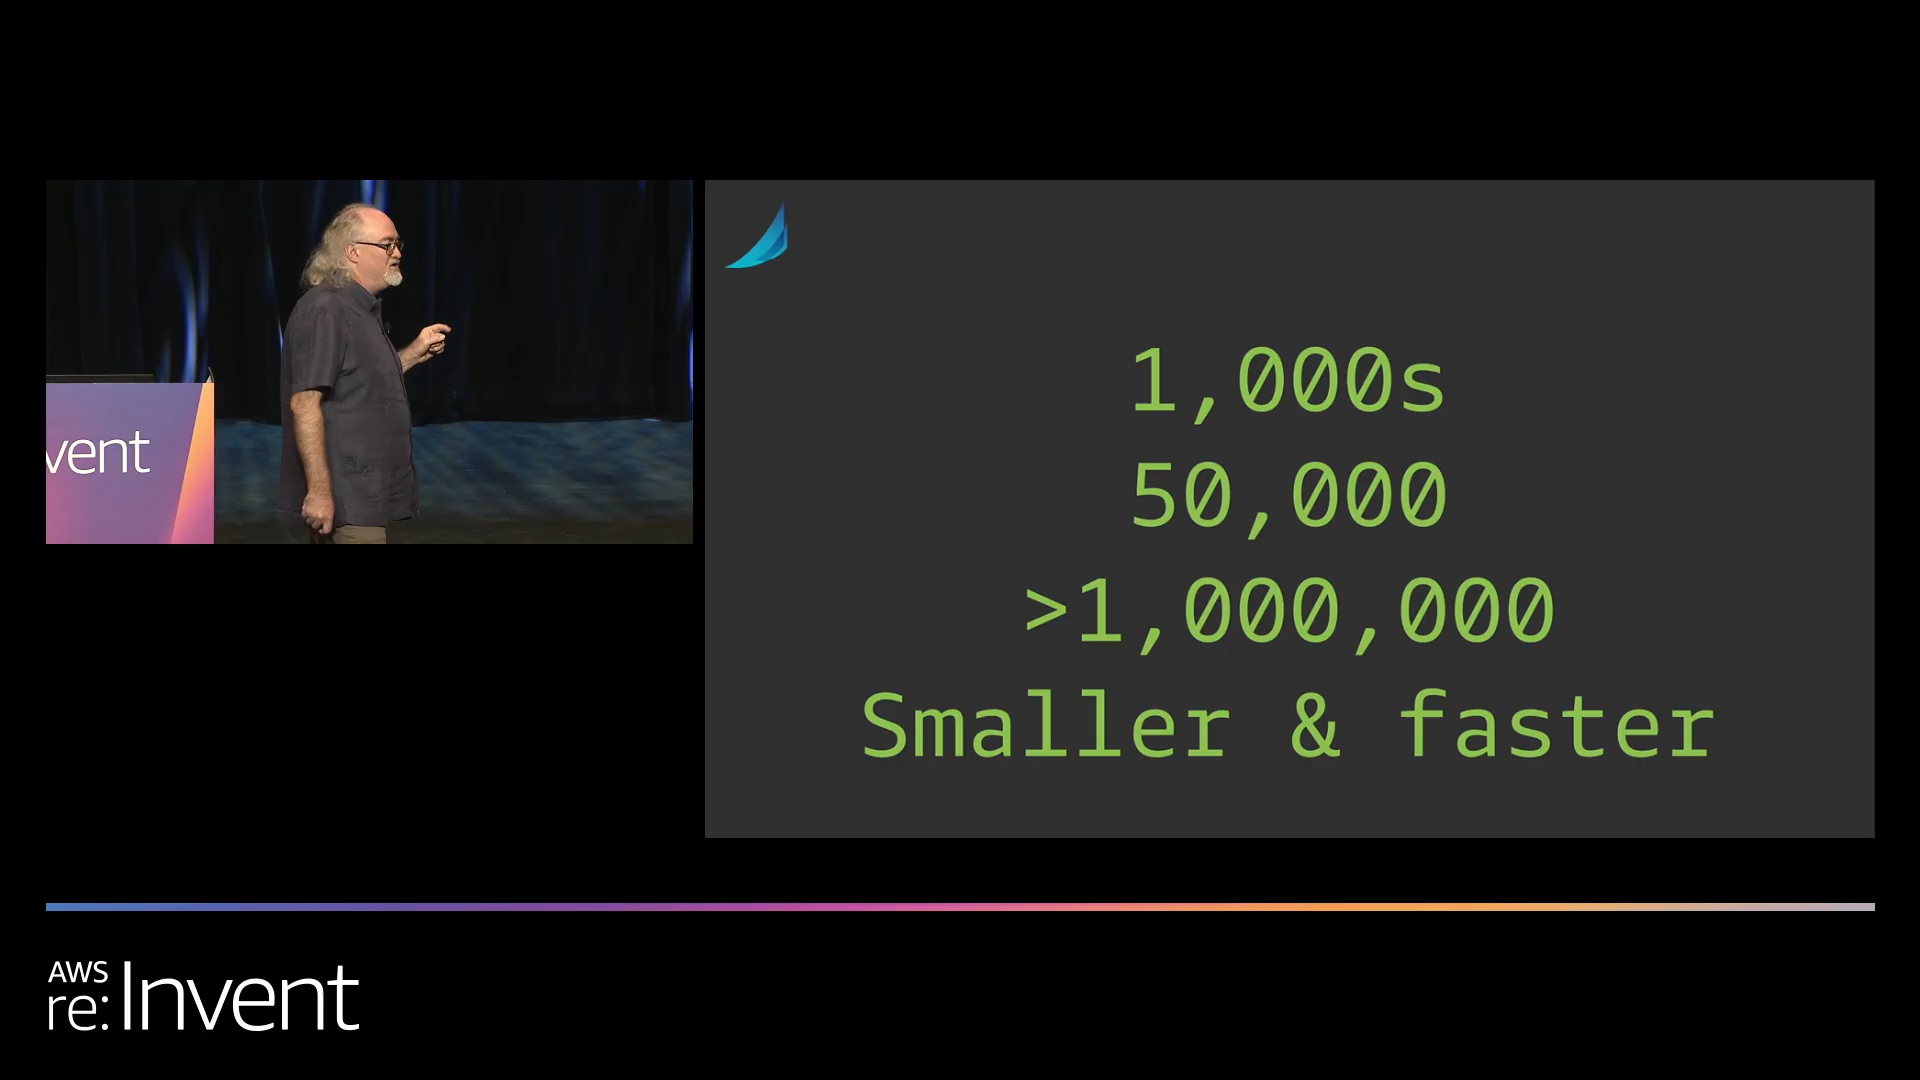 vent
1,000s
50,000
>1,000,000
Smaller & faster
AWS
re:Invent